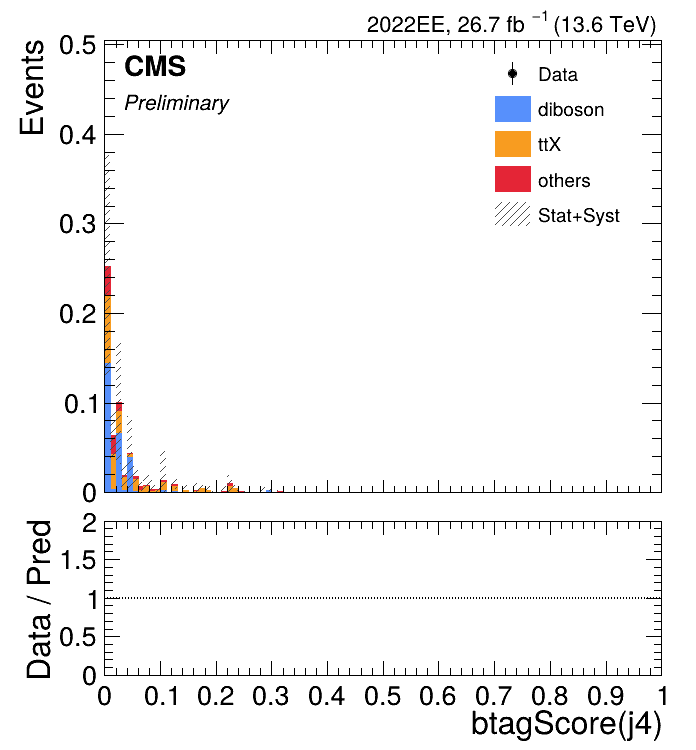 2022EE, 26.7 fb⁻¹ (13.6 TeV)
CMS
Preliminary
Events
0.5
0.4
0.3
0.2
0.1
0
Data
diboson
ttX
others
Stat+Syst
Data / Pred
2
1.5
1
0.5
0
0 0.1 0.2 0.3 0.4 0.5 0.6 0.7 0.8 0.9 1
btagScore(j4)